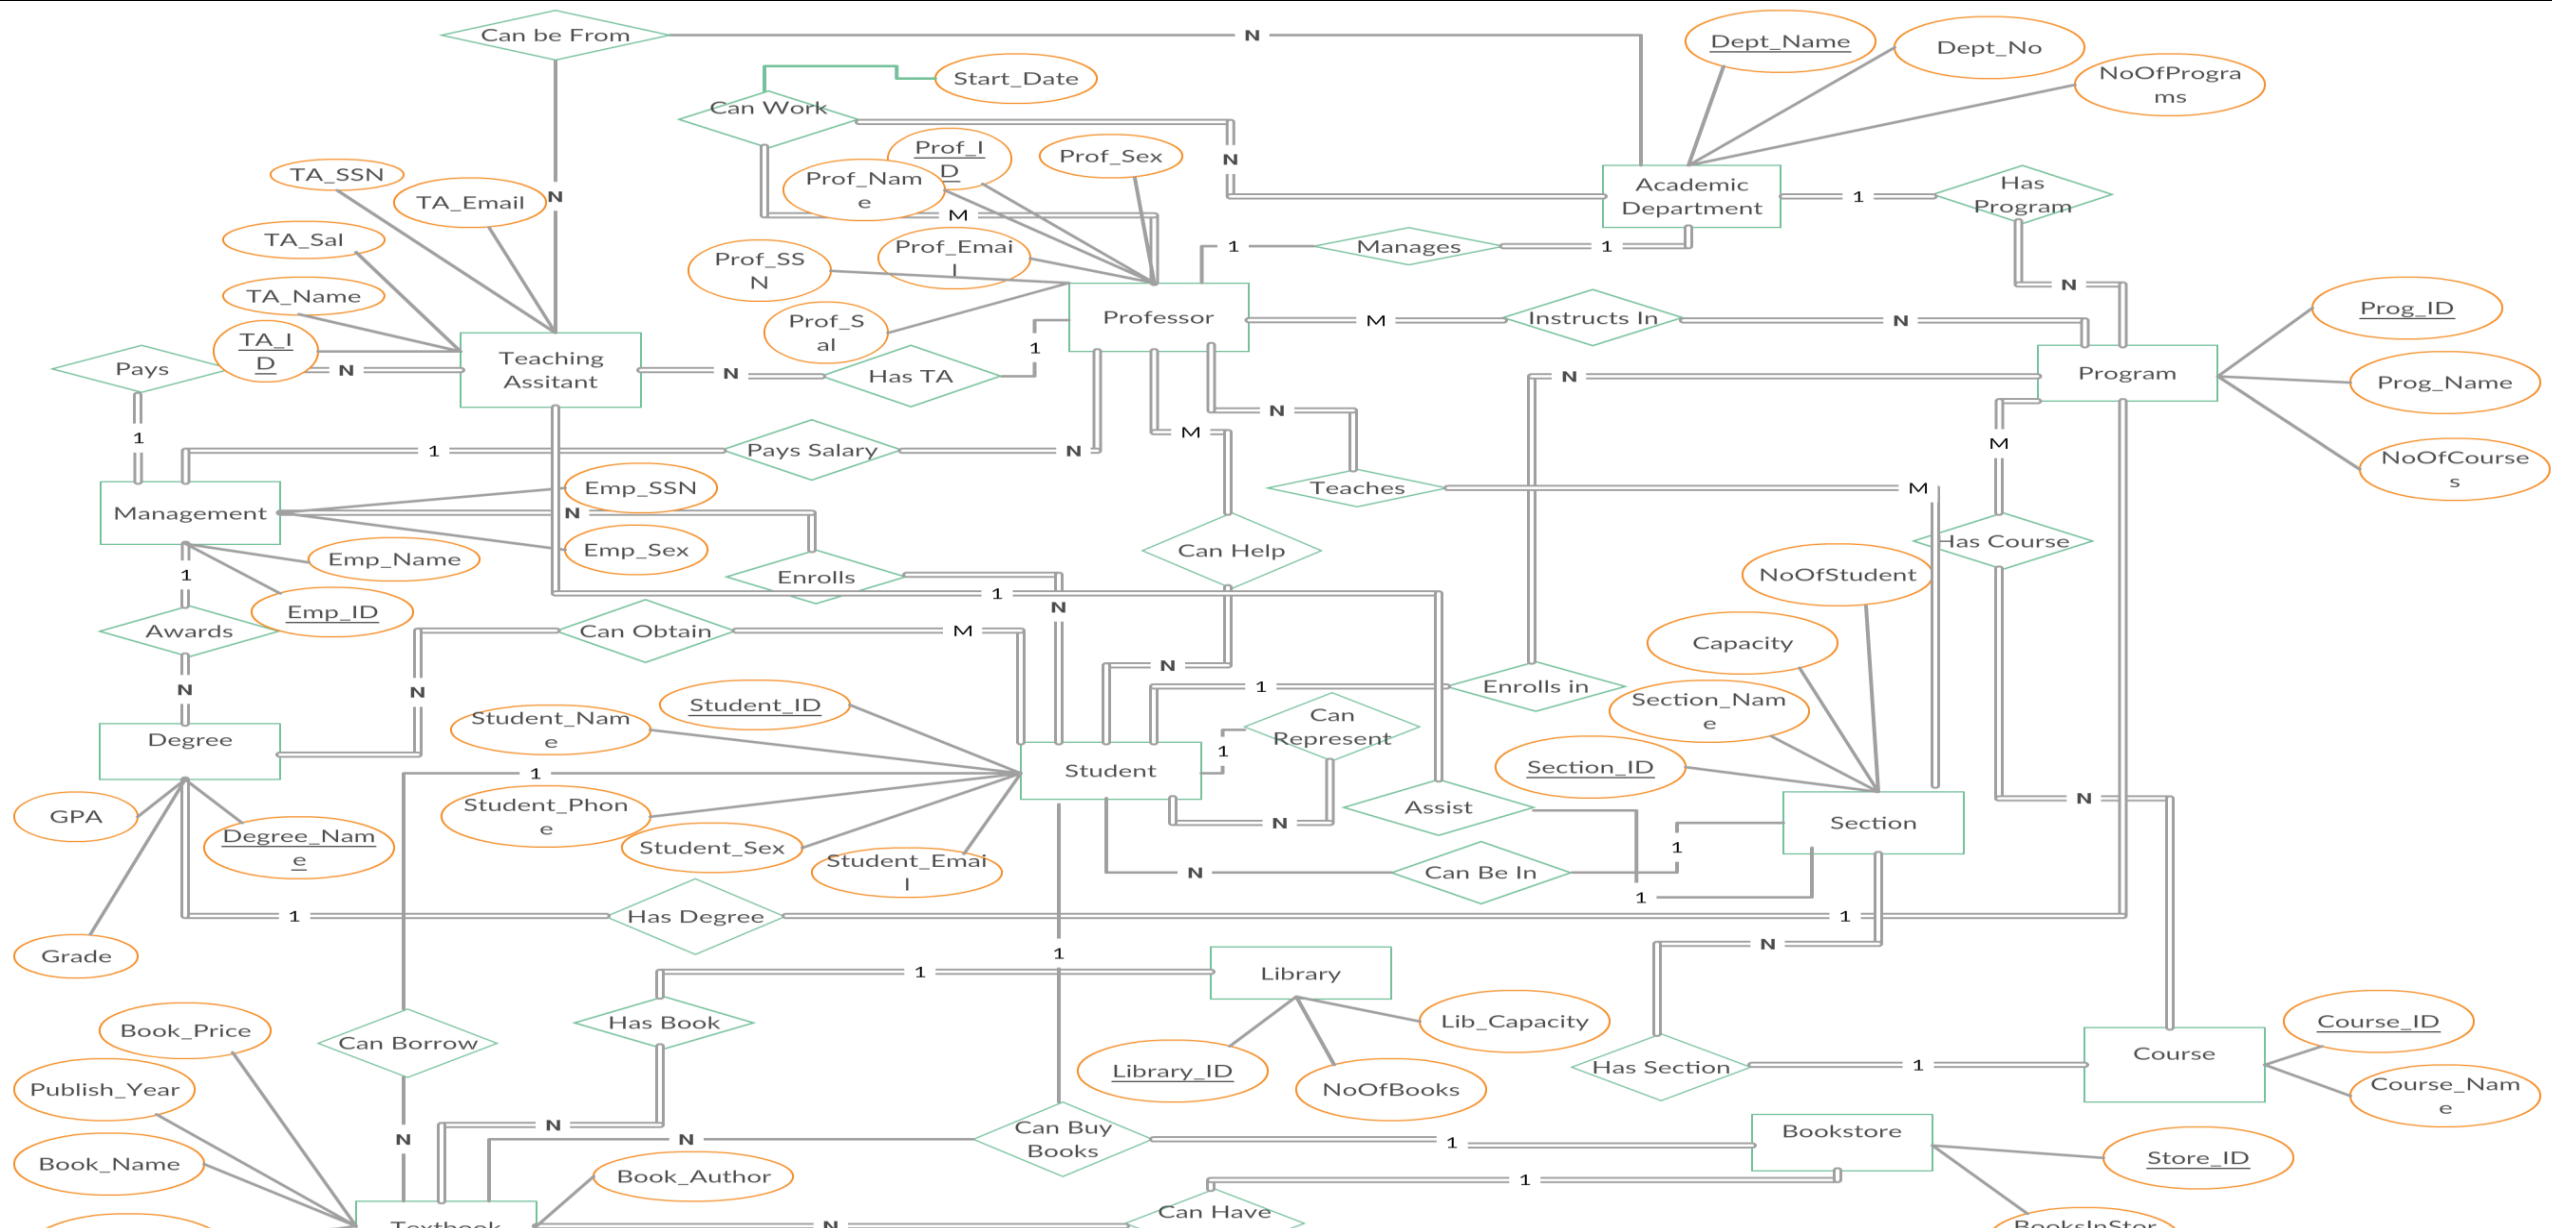 Can be From
N
Dept_Name
Dept_No
NoOfProgra
ms
Start_Date
Can Work
N
Prof_I
D
Prof_Sex
Prof_Nam
e
M
TA_SSN
TA_Email
N
TA_Sal
TA_Name
TA_I
D
Prof_SS
N
Prof_Emai
l
Prof_S
al
Academic
Department
1
Has
Program
N
1
Manages
1
Professor
M
Instructs In
N
Prog_ID
Program
Prog_Name
NoOfCourse
s
Pays
N
Teaching
Assitant
N
Has TA
1
1
1
Pays Salary
N
M
N
N
M
Teaches
M
Has Course
Management
Emp_SSN
N
Emp_Sex
Emp_Name
Emp_ID
Enrolls
N
1
Can Help
N
1
Awards
N
Can Obtain
M
N
NoOfStudent
Capacity
Section_Nam
e
Section_ID
1
Enrolls in
Can
Represent
1
N
Degree
GPA
Degree_Nam
e
Grade
Student_ID
Student_Nam
e
1
Student
Student_Phon
e
Student_Sex
Student_Emai
l
Assist
Section
N
N
Can Be In
1
1
1
Has Degree
1
N
1
Library
1
Has Book
Lib_Capacity
Library_ID
NoOfBooks
Has Section
1
Course
Course_ID
Course_Nam
e
Book_Price
Can Borrow
Publish_Year
Book_Name
N
N
N
Can Buy
Books
1
Bookstore
Store_ID
Book_Author
1
Can Have
N
Textbook
BooksInStor